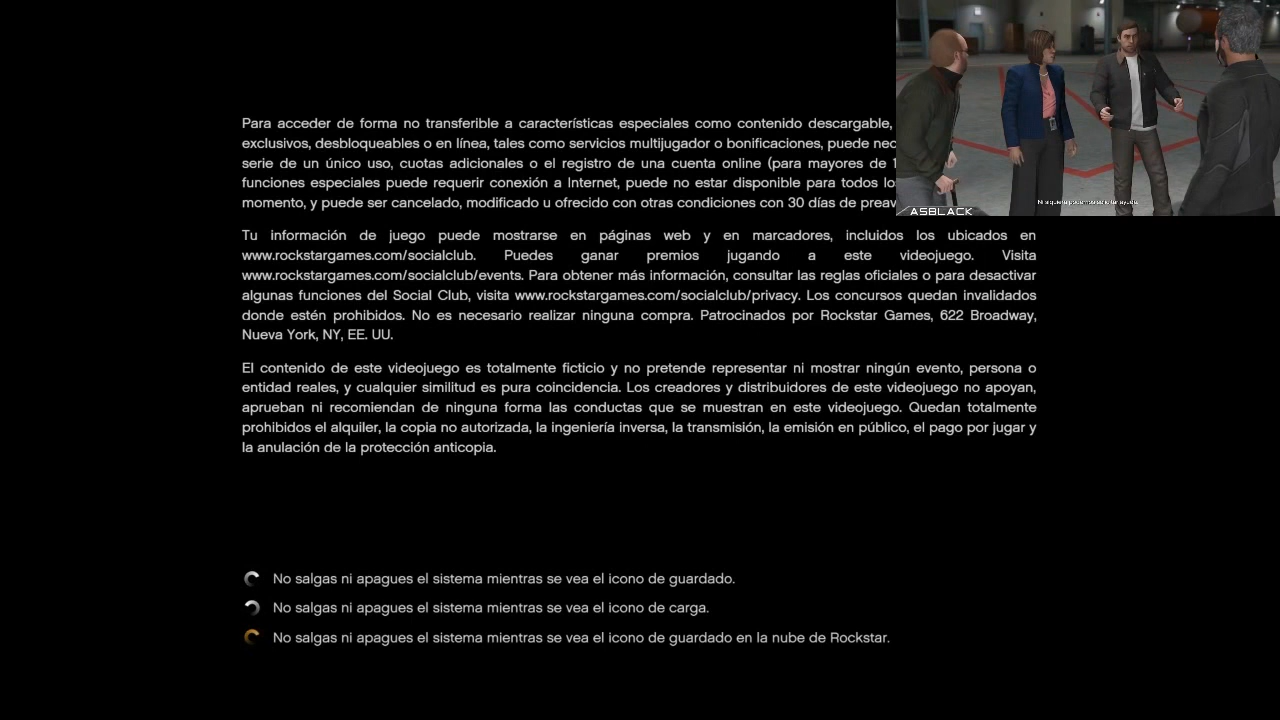 Para acceder de forma no transferible a características especiales como contenido descargable,
exclusivos, desbloqueables o en línea, tales como servicios multijugador o bonificaciones, puede
serie de un único uso, cuotas adicionales o el registro de una cuenta online (para mayores de
funciones especiales puede requerir conexión a Internet, puede no estar disponible para todos
momento, y puede ser cancelado, modificado u ofrecido con otras condiciones con 30 días de
Ni siquiera podemos solicitar ayuda.
ASBLACK
Tu información de juego puede mostrarse en páginas web y en marcadores, incluidos los ubicados en
www.rockstargames.com/socialclub. Puedes ganar premios jugando a este videojuego. Visita
www.rockstargames.com/socialclub/events. Para obtener más información, consultar las reglas oficiales o para desactivar
algunas funciones del Social Club, visita www.rockstargames.com/socialclub/privacy. Los concursos quedan invalidados
donde estén prohibidos. No es necesario realizar ninguna compra. Patrocinados por Rockstar Games, 622 Broadway,
Nueva York, NY, EE. UU.
El contenido de este videojuego es totalmente ficticio y no pretende representar ni mostrar ningún evento, persona o
entidad reales, y cualquier similitud es pura coincidencia. Los creadores y distribuidores de este videojuego no apoyan,
aprueban ni recomiendan de ninguna forma las conductas que se muestran en este videojuego. Quedan totalmente
prohibidos el alquiler, la copia no autorizada, la ingeniería inversa, la transmisión, la emisión en público, el pago por jugar y
la anulación de la protección anticopia.
No salgas ni apagues el sistema mientras se vea el icono de guardado.
No salgas ni apagues el sistema mientras se vea el icono de carga.
No salgas ni apagues el sistema mientras se vea el icono de guardado en la nube de Rockstar.